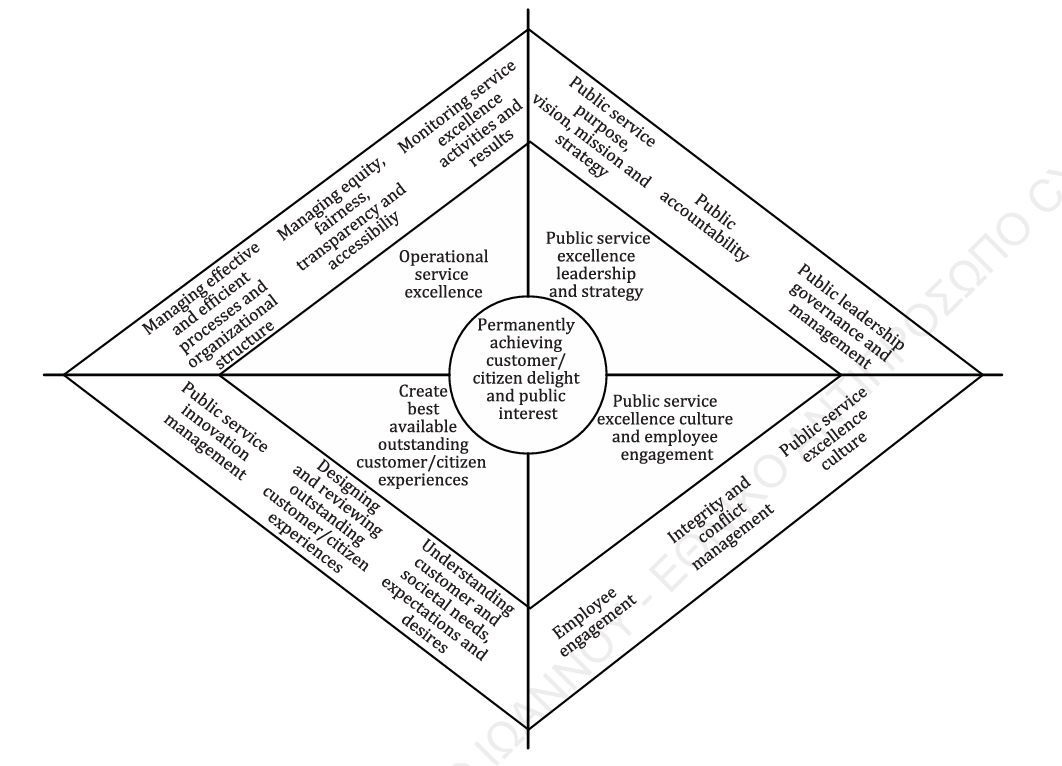 Monitoring service
excellence
activities and
results
Managing equity,
fairness,
transparency and
accessibiliy
Managing effective
and efficient
processes and
organizational
structure
Public service
purpose,
vision, mission and
strategy
Public
accountability
Public leadership
governance and
management
Operational
service
excellence
Public service
excellence
leadership
and strategy
Permanently
achieving
customer/
citizen delight
and public
interest
Create
best
available
outstanding
customer/citizen
experiences
Public service
excellence culture
and employee
engagement
Public service
innovation
management
Designing
and reviewing
outstanding
customer/citizen
experiences
Understanding
customer and
societal needs,
expectations and
desires
Public service
excellence
culture
Integrity and
conflict
management
Employee
engagement
ΙΩΑΝΝΟΥ - ΕΘΝΙΚΟ ΑΝΤΙΠΡΟΣΩΠΟ